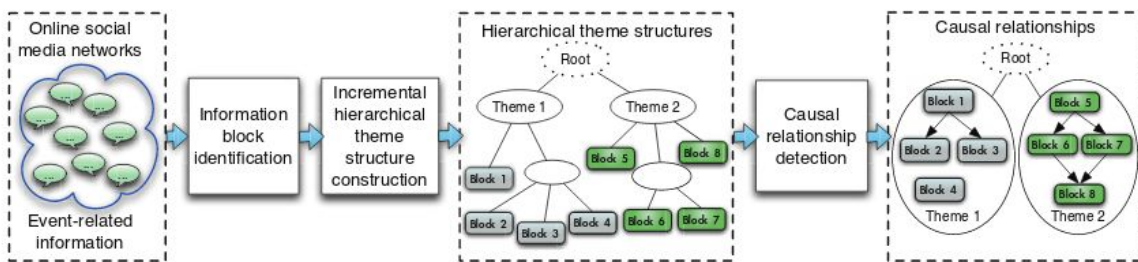 Online social
media networks
...
...
...
...
...
...
...
...
Event-related
information
Information
block
identification
Incremental
hierarchical
theme
structure
construction
Hierarchical theme structures
Root
Theme 1
Theme 2
Block 5
Block 8
Block 1
Block 2
Block 3
Block 4
Block 6
Block 7
Causal
relationship
detection
Causal relationships
Root
Block 1
Block 2
Block 3
Block 4
Theme 1
Block 5
Block 6
Block 7
Block 8
Theme 2